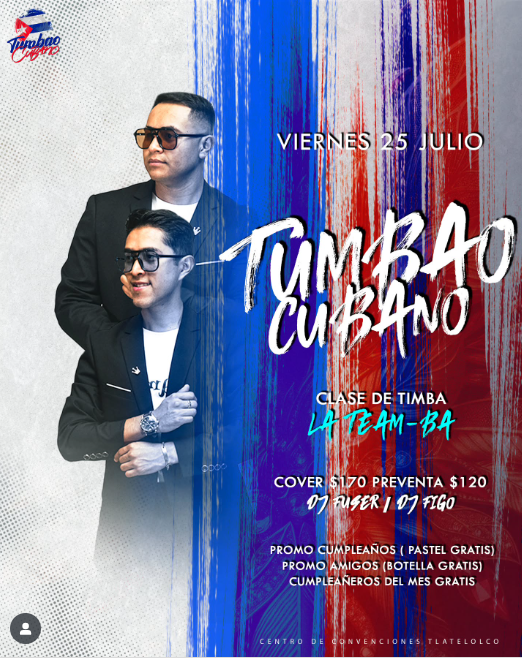 Tumbao
Cubano
VIERNES 25 JULIO
TUMBAO
CUBANO
CLASE DE TIMBA
LA TEAM-BA
COVER $170 PREVENTA $120
DJ FUSER / DJ FIGO
PROMO CUMPLEAÑOS ( PASTEL GRATIS)
PROMO AMIGOS (BOTELLA GRATIS)
CUMPLEAÑEROS DEL MES GRATIS
CENTRO DE CONVENCIONES TLATELOLCO